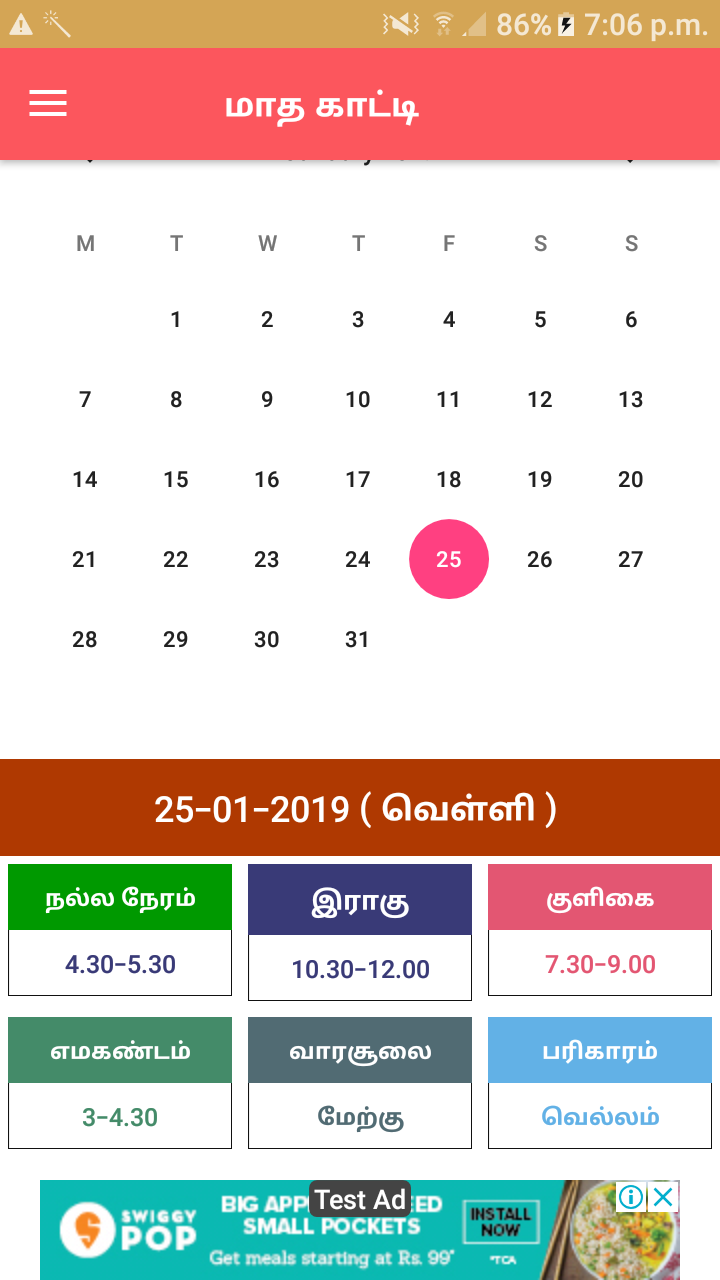 86% 7:06 p.m.
மாத காட்டி
M T W T F S S
1 2 3 4 5 6
7 8 9 10 11 12 13
14 15 16 17 18 19 20
21 22 23 24 25 26 27
28 29 30 31
25-01-2019 ( வெள்ளி )
நல்ல நேரம் இராகு குளிகை
4.30-5.30 10.30-12.00 7.30-9.00
எமகண்டம் வாரசூலை பரிகாரம்
3-4.30 மேற்கு வெல்லம்
Test Ad
SWIGGY
POP
BIG APP
ED
SMALL POCKETS
Get meals starting at Rs. 99*
INSTALL
NOW
*TCA